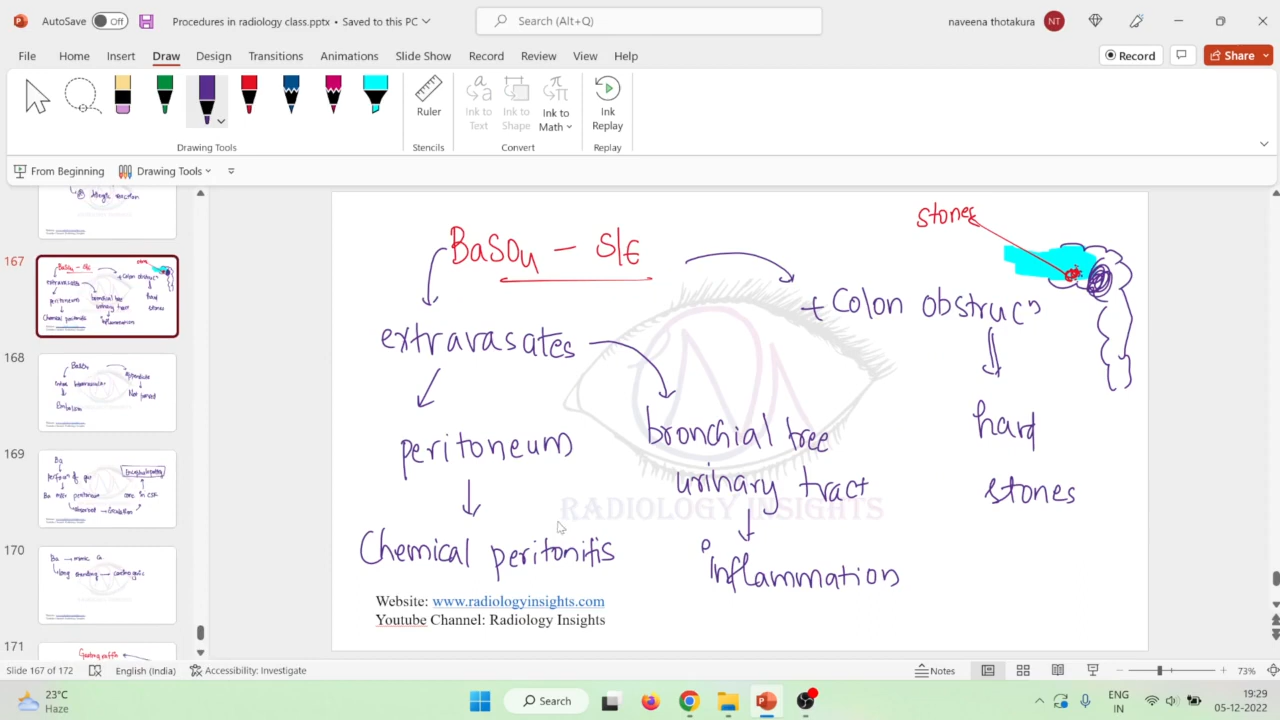 AutoSave Off Procedures in radiology class.pptx • Saved to this PC Search (Alt+Q) naveena thotakura NT
File Home Insert Draw Design Transitions Animations Slide Show Record Review View Help Record Share
Ruler
Ink to Text
Ink to Shape
Ink to Math
Ink Replay
Drawing Tools Stencils Convert Replay
From Beginning Drawing Tools
167
168
169
170
171
stones
BaSO4 - S/E
+ Colon obstruc
extravasates
peritoneum
bronchial tree
urinary tract
hard
stones
RADIOLOGY INSIGHTS
Chemical peritonitis
inflammation
Website: www.radiologyinsights.com
Youtube Channel: Radiology Insights
Slide 167 of 172 English (India) Accessibility: Investigate Notes 73%
23°C
Haze
Search
ENG
IN
19:29
05-12-2022